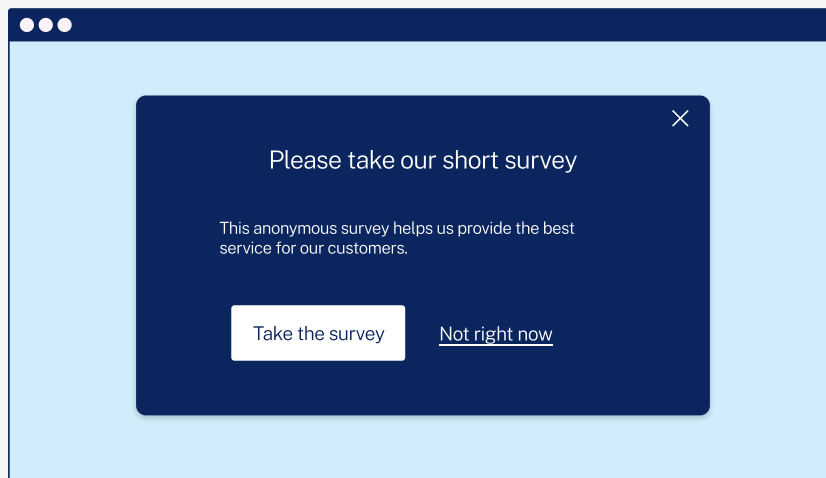 Please take our short survey
This anonymous survey helps us provide the best
service for our customers.
Take the survey
Not right now